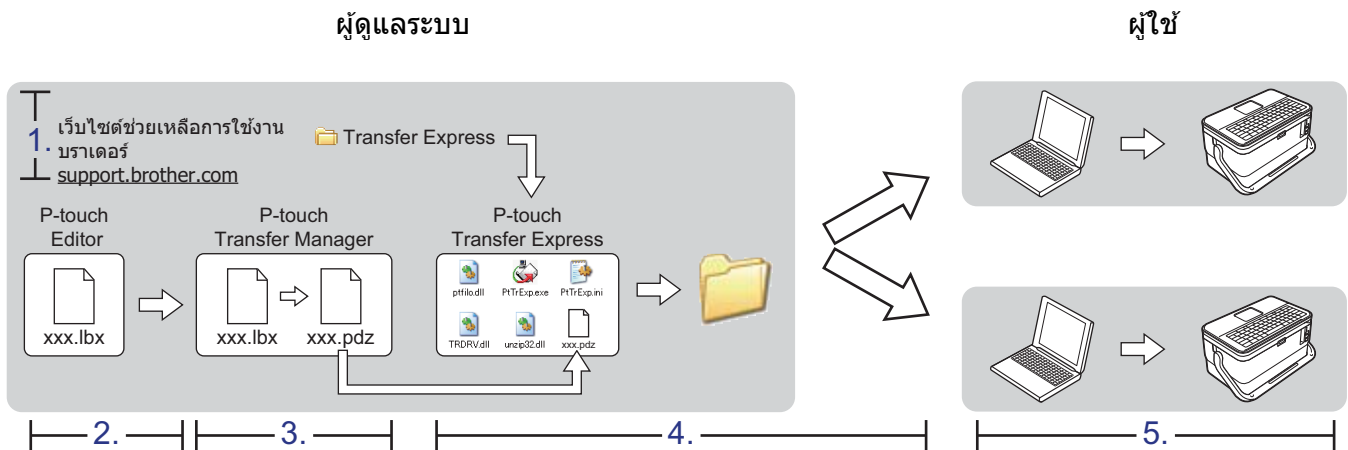 ผู้ดูแลระบบ
ผู้ใช้
1.
เว็บไซต์ช่วยเหลือการใช้งาน
บราเดอร์
support.brother.com
Transfer Express
P-touch
Editor
xxx.lbx
P-touch
Transfer Manager
xxx.lbx
xxx.pdz
P-touch
Transfer Express
ptfilo.dll
PtTrExp.exe
PtTrExp.ini
TRDRV.dll
unzip32.dll
xxx.pdz
2.
3.
4.
5.